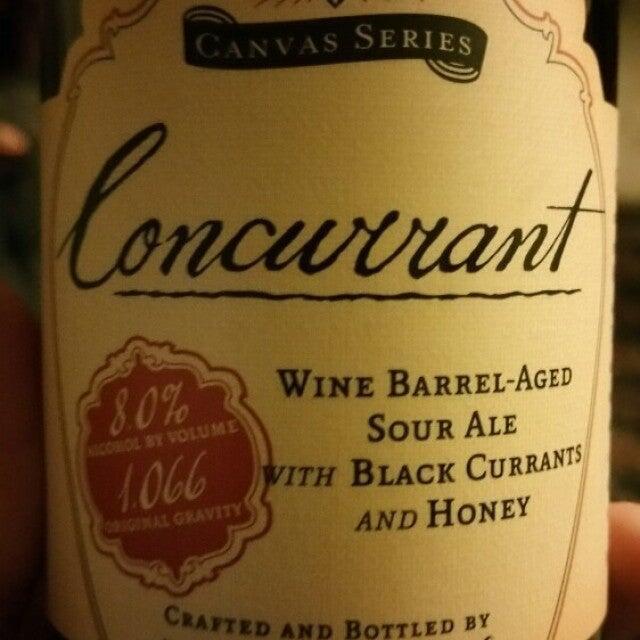 CANVAS SERIES
Concurrant
8.0%
ALCOHOL BY VOLUME
1.066
ORIGINAL GRAVITY
WINE BARREL-AGED
SOUR ALE
WITH BLACK CURRANTS
AND HONEY
CRAFTED AND BOTTLED BY